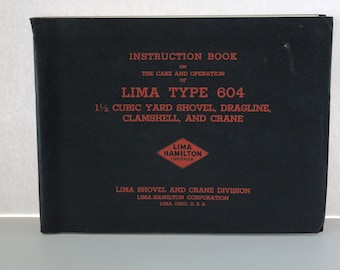 INSTRUCTION BOOK
ON
THE CARE AND OPERATION
OF
LIMA TYPE 604
1½ CUBIC YARD SHOVEL, DRAGLINE,
CLAMSHELL, AND CRANE
LIMA
HAMILTON
CORPORATION
LIMA SHOVEL AND CRANE DIVISION
LIMA-HAMILTON CORPORATION
LIMA, OHIO, U. S. A.